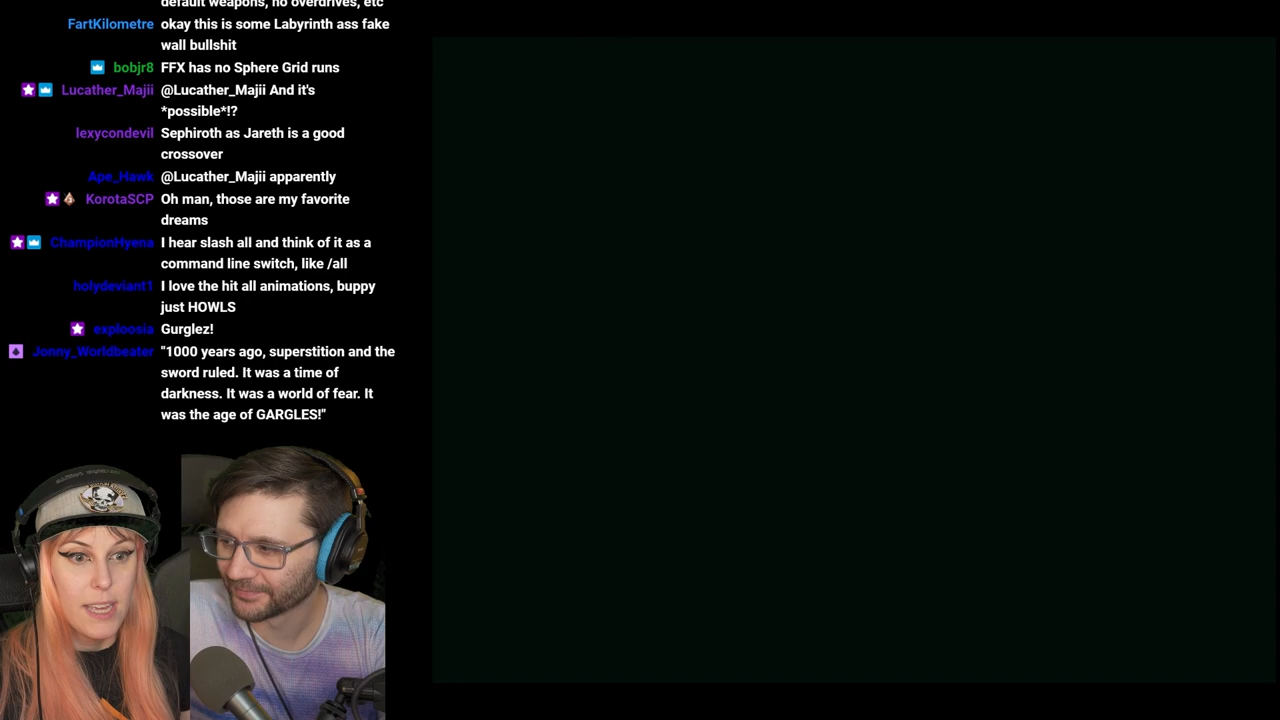 default weapons, no overdrives, etc
FartKilometre okay this is some Labyrinth ass fake
wall bullshit
bobjr8 FFX has no Sphere Grid runs
Lucather_Majii @Lucather_Majii And it's
*possible*!?
lexycondevil Sephiroth as Jareth is a good
crossover
Ape_Hawk @Lucather_Majii apparently
KorotaSCP Oh man, those are my favorite
dreams
ChampionHyena I hear slash all and think of it as a
command line switch, like /all
holydeviant1 I love the hit all animations, buppy
just HOWLS
exploosia Gurglez!
Jonny_Worldbeater "1000 years ago, superstition and the
sword ruled. It was a time of
darkness. It was a world of fear. It
was the age of GARGLES!"